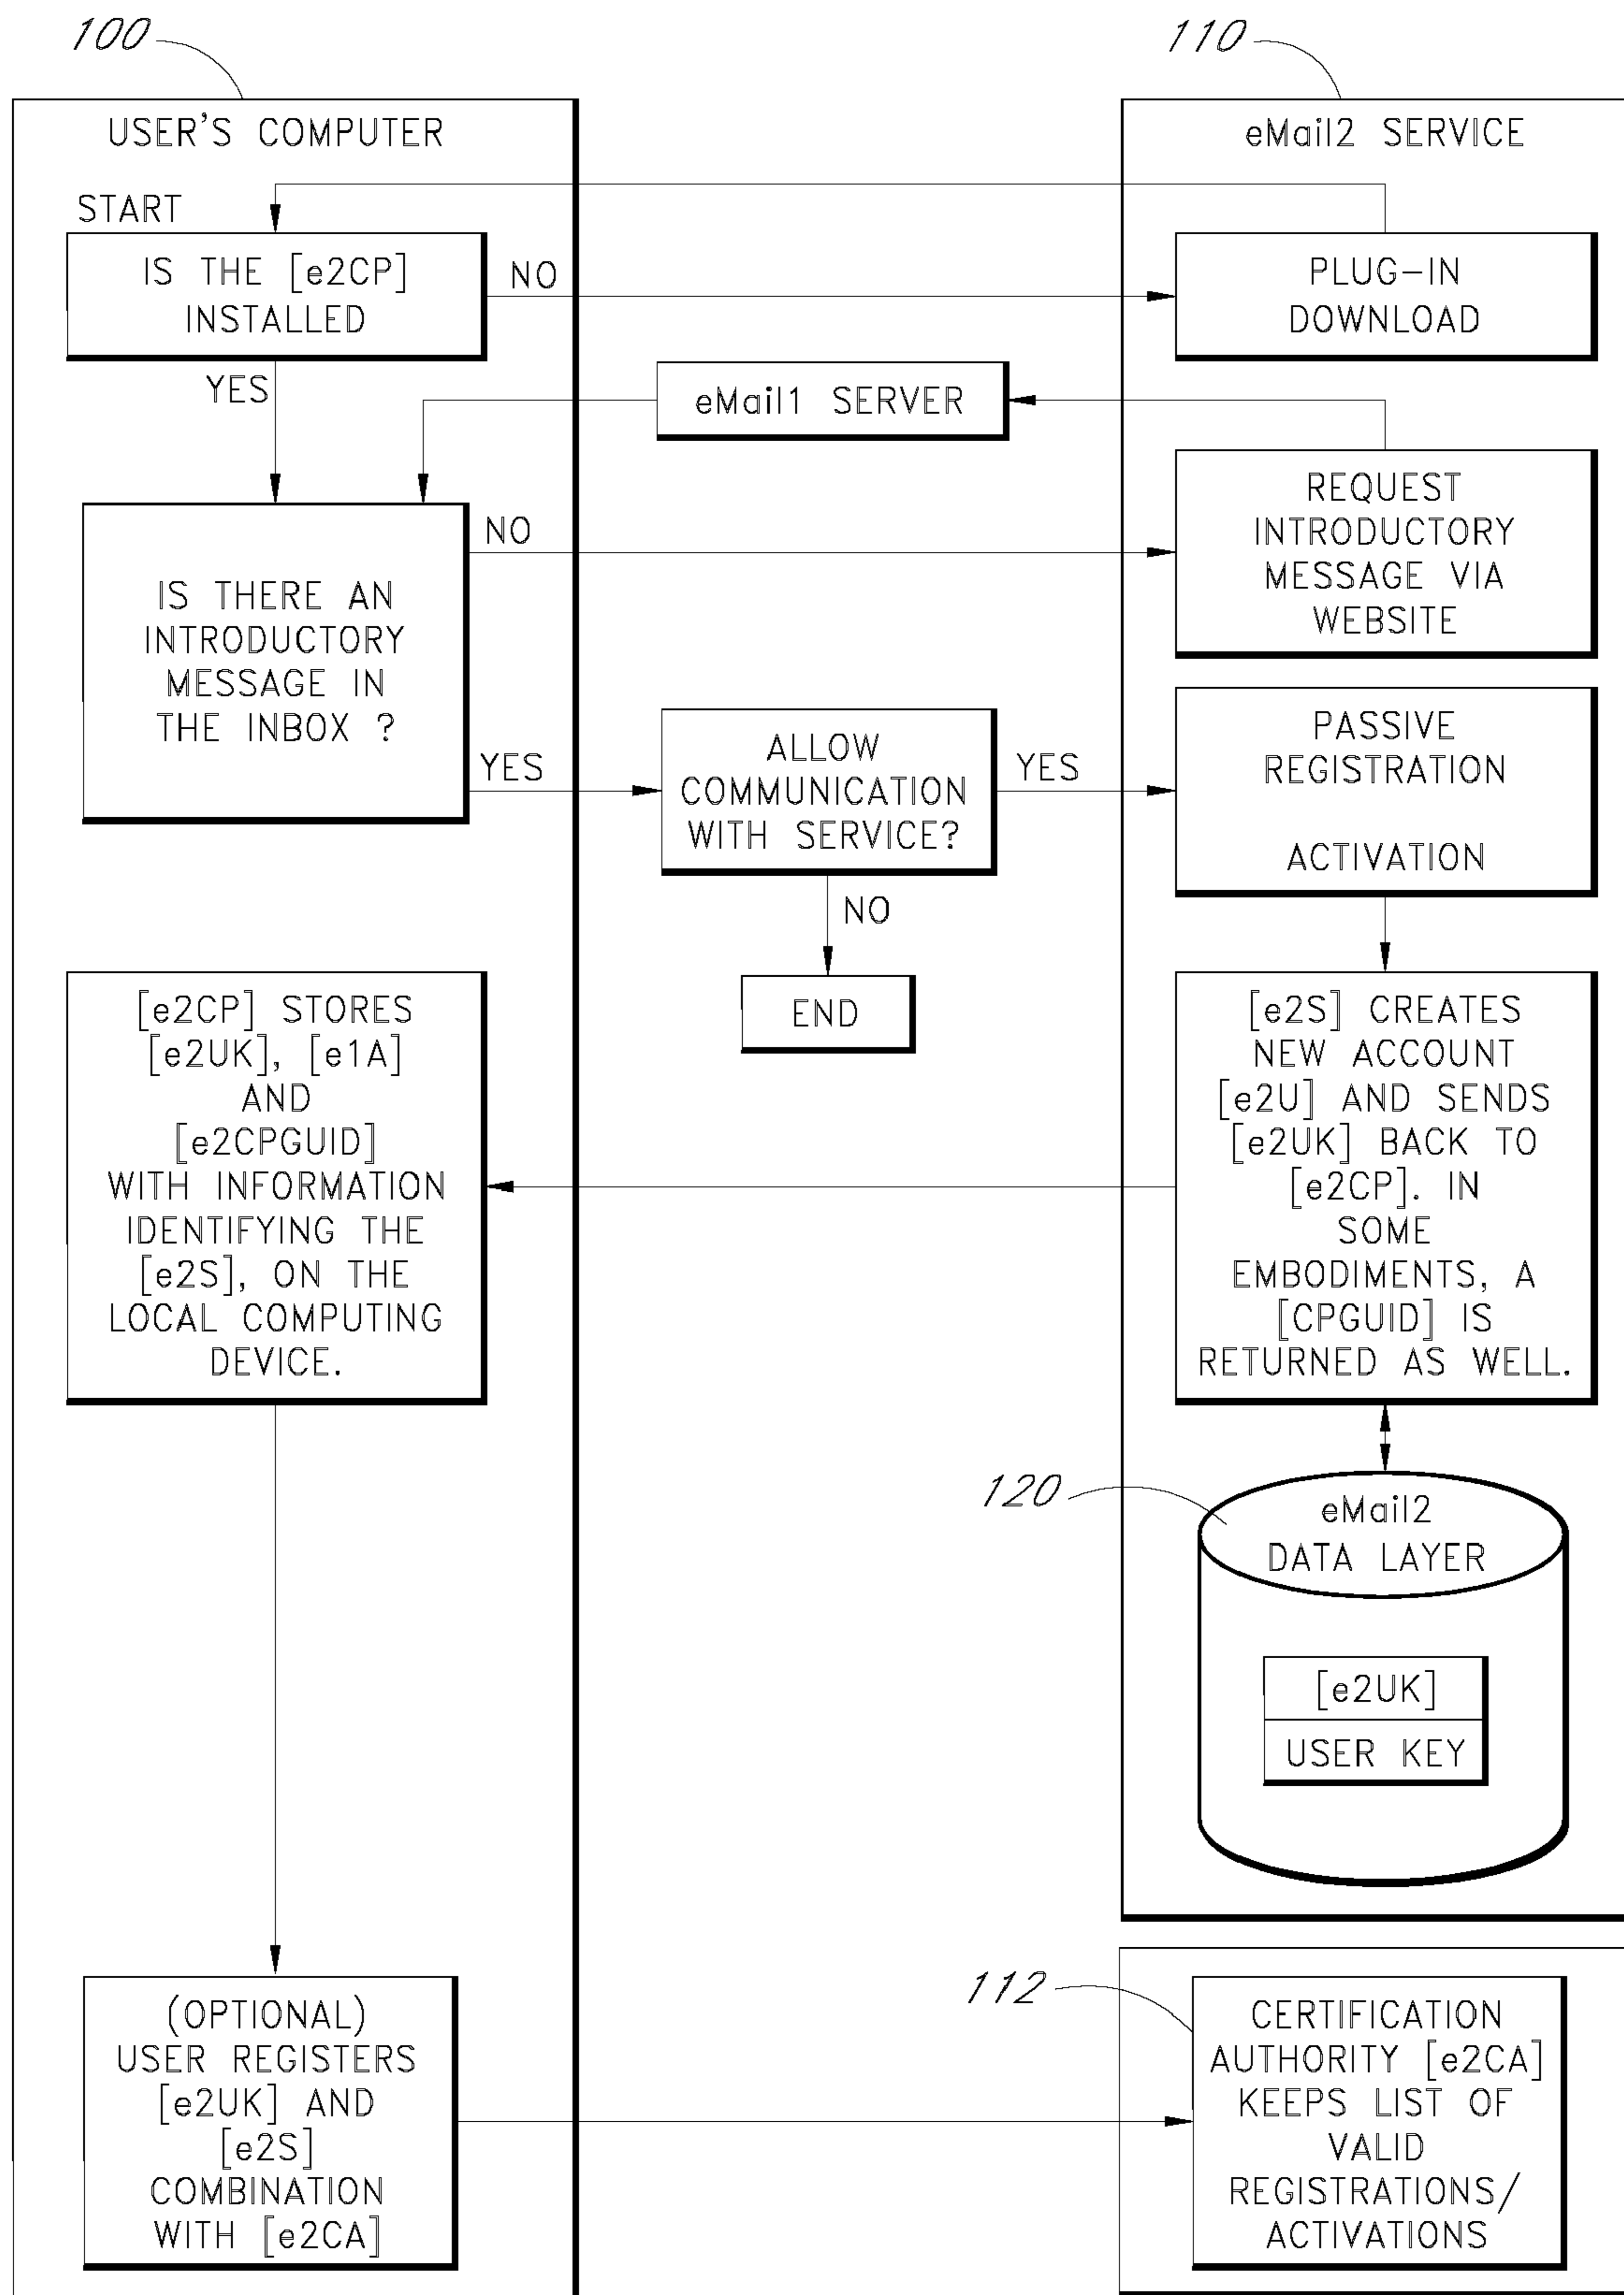 100
110
USER'S COMPUTER
eMail2 SERVICE
START
IS THE [e2CP]
INSTALLED
NO
PLUG-IN
DOWNLOAD
YES
eMail1 SERVER
REQUEST
INTRODUCTORY
MESSAGE VIA
WEBSITE
NO
IS THERE AN
INTRODUCTORY
MESSAGE IN
THE INBOX ?
YES
ALLOW
COMMUNICATION
WITH SERVICE?
YES
PASSIVE
REGISTRATION
ACTIVATION
NO
END
[e2CP] STORES
[e2UK], [e1A]
AND
[e2CPGUID]
WITH INFORMATION
IDENTIFYING THE
[e2S], ON THE
LOCAL COMPUTING
DEVICE.
[e2S] CREATES
NEW ACCOUNT
[e2U] AND SENDS
[e2UK] BACK TO
[e2CP]. IN
SOME
EMBODIMENTS, A
[CPGUID] IS
RETURNED AS WELL.
120
eMail2
DATA LAYER
[e2UK]
USER KEY
(OPTIONAL)
USER REGISTERS
[e2UK] AND
[e2S]
COMBINATION
WITH [e2CA]
112
CERTIFICATION
AUTHORITY [e2CA]
KEEPS LIST OF
VALID
REGISTRATIONS/
ACTIVATIONS